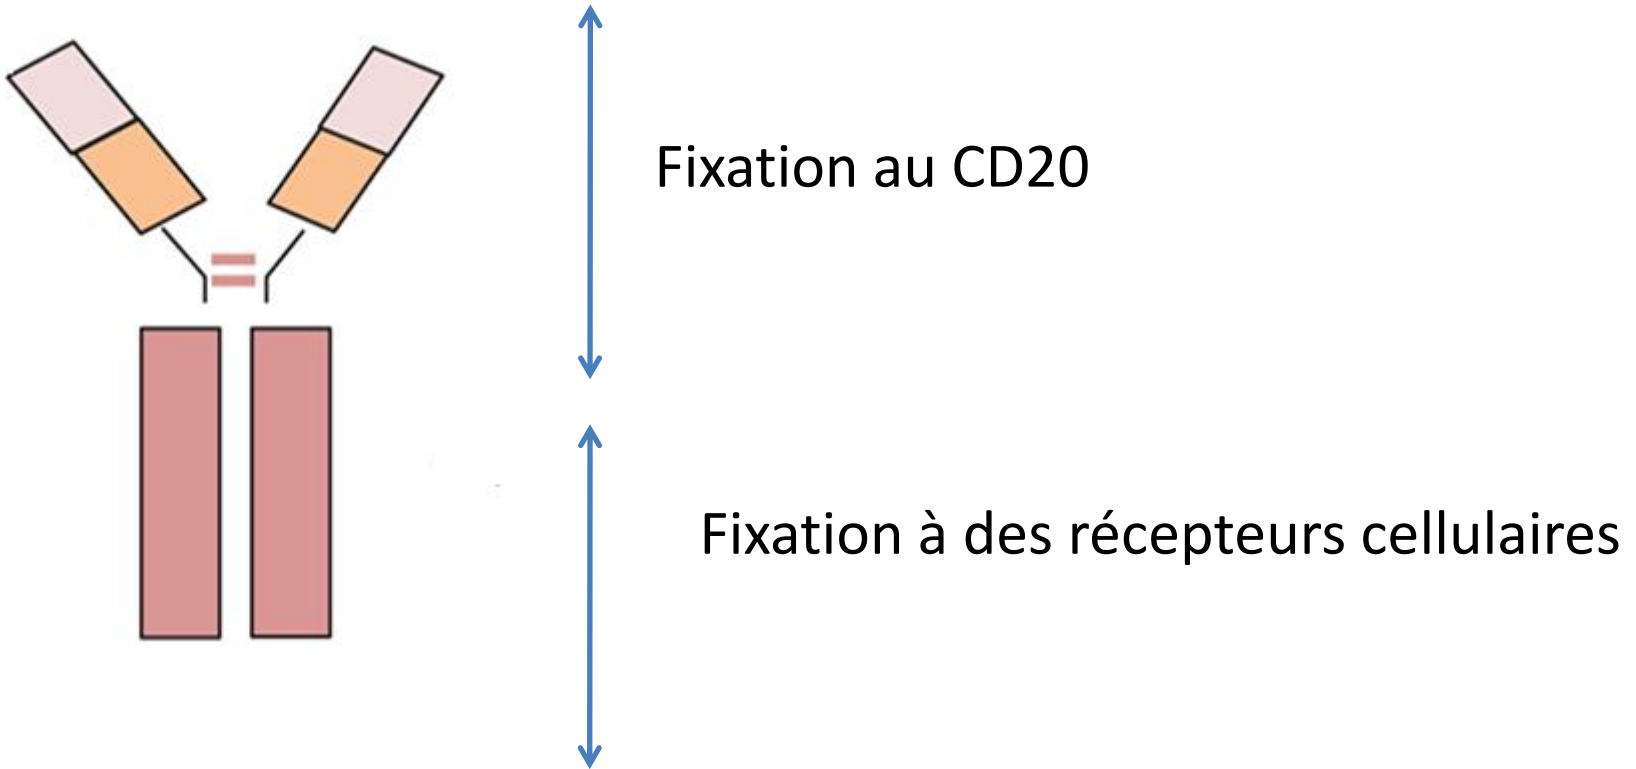 Fixation au CD20
Fixation à des récepteurs cellulaires